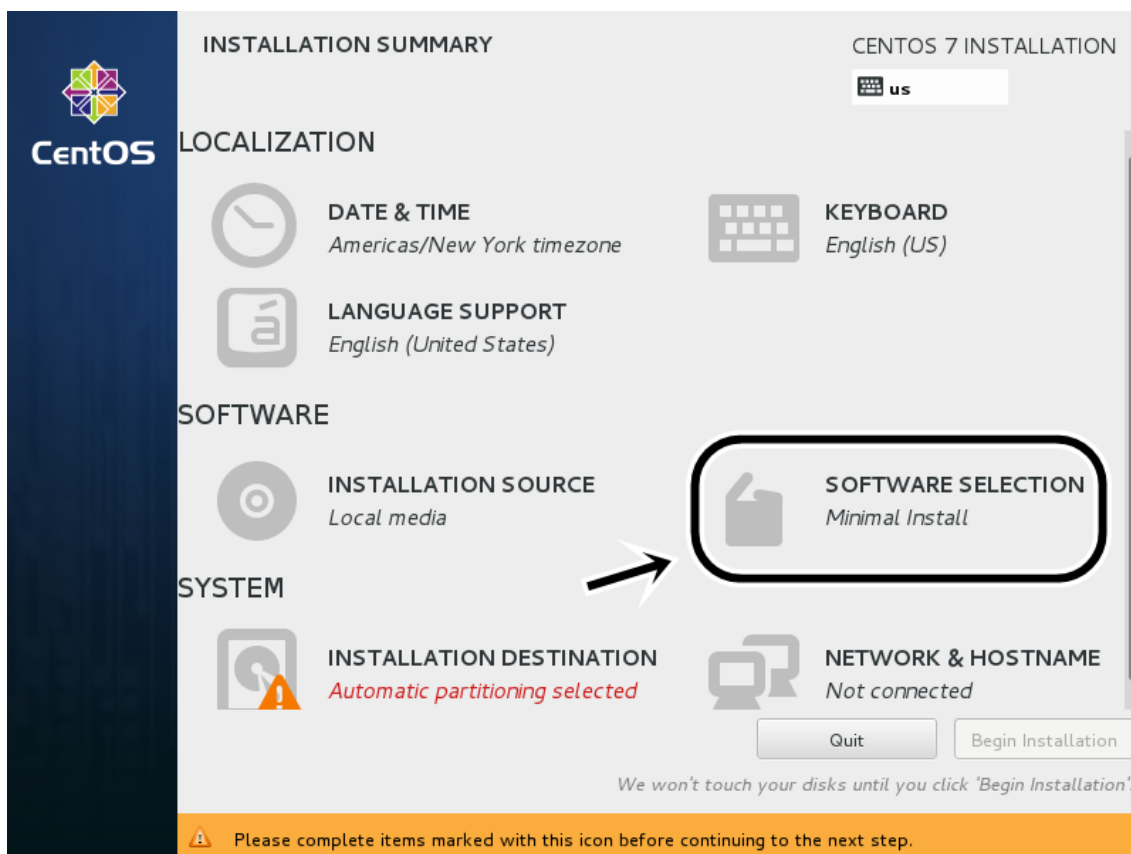 INSTALLATION SUMMARY
CENTOS 7 INSTALLATION
us
CentOS
LOCALIZATION
DATE & TIME
Americas/New York timezone
KEYBOARD
English (US)
á
LANGUAGE SUPPORT
English (United States)
SOFTWARE
INSTALLATION SOURCE
Local media
SOFTWARE SELECTION
Minimal Install
SYSTEM
INSTALLATION DESTINATION
Automatic partitioning selected
NETWORK & HOSTNAME
Not connected
Quit
Begin Installation
We won't touch your disks until you click 'Begin Installation'.
Please complete items marked with this icon before continuing to the next step.